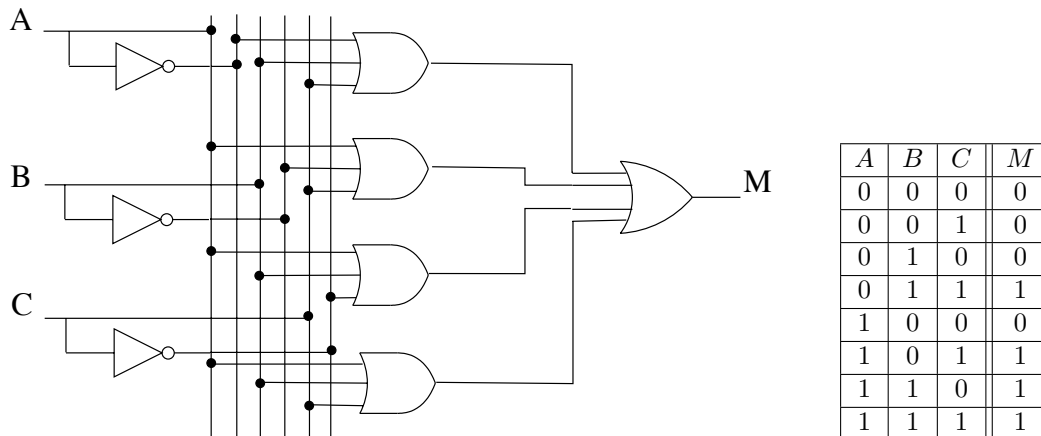 A
B
C
M
A B C M
0 0 0 0
0 0 1 0
0 1 0 0
0 1 1 1
1 0 0 0
1 0 1 1
1 1 0 1
1 1 1 1